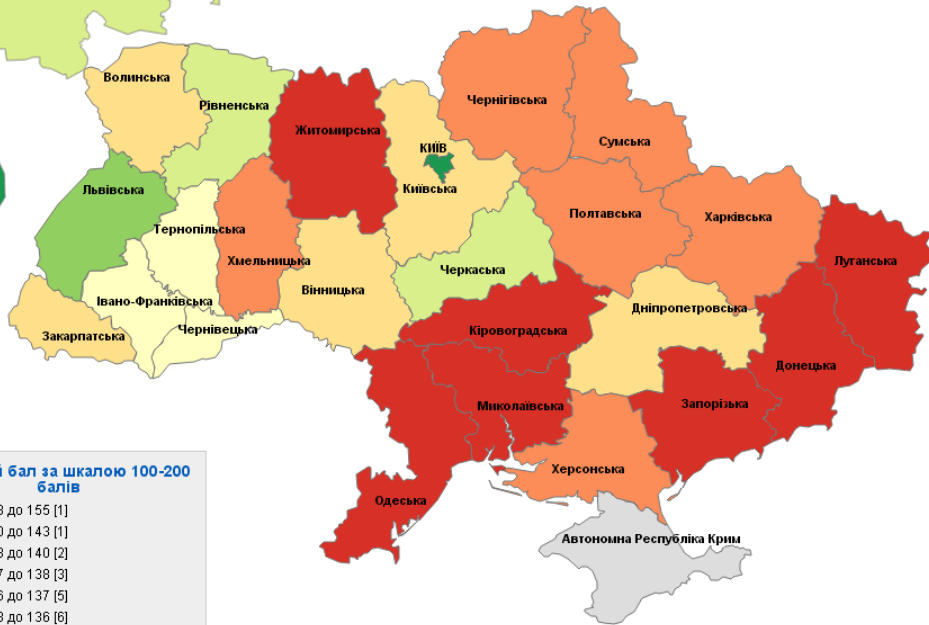 Волинська
Рівненська
Чернігівська
Житомирська
Сумська
КИЇВ
Київська
Львівська
Полтавська
Харківська
Тернопільська
Хмельницька
Черкаська
Луганська
Вінницька
Івано-Франківська
Дніпропетровська
Чернівецька
Кіровоградська
Закарпатська
Донецька
Запорізька
Миколаївська
Херсонська
Одеська
Автономна Республіка Крим
бал за шкалою 100-200
балів
до 155 [1]
до 143 [1]
до 140 [2]
до 138 [3]
до 137 [5]
до 136 [6]